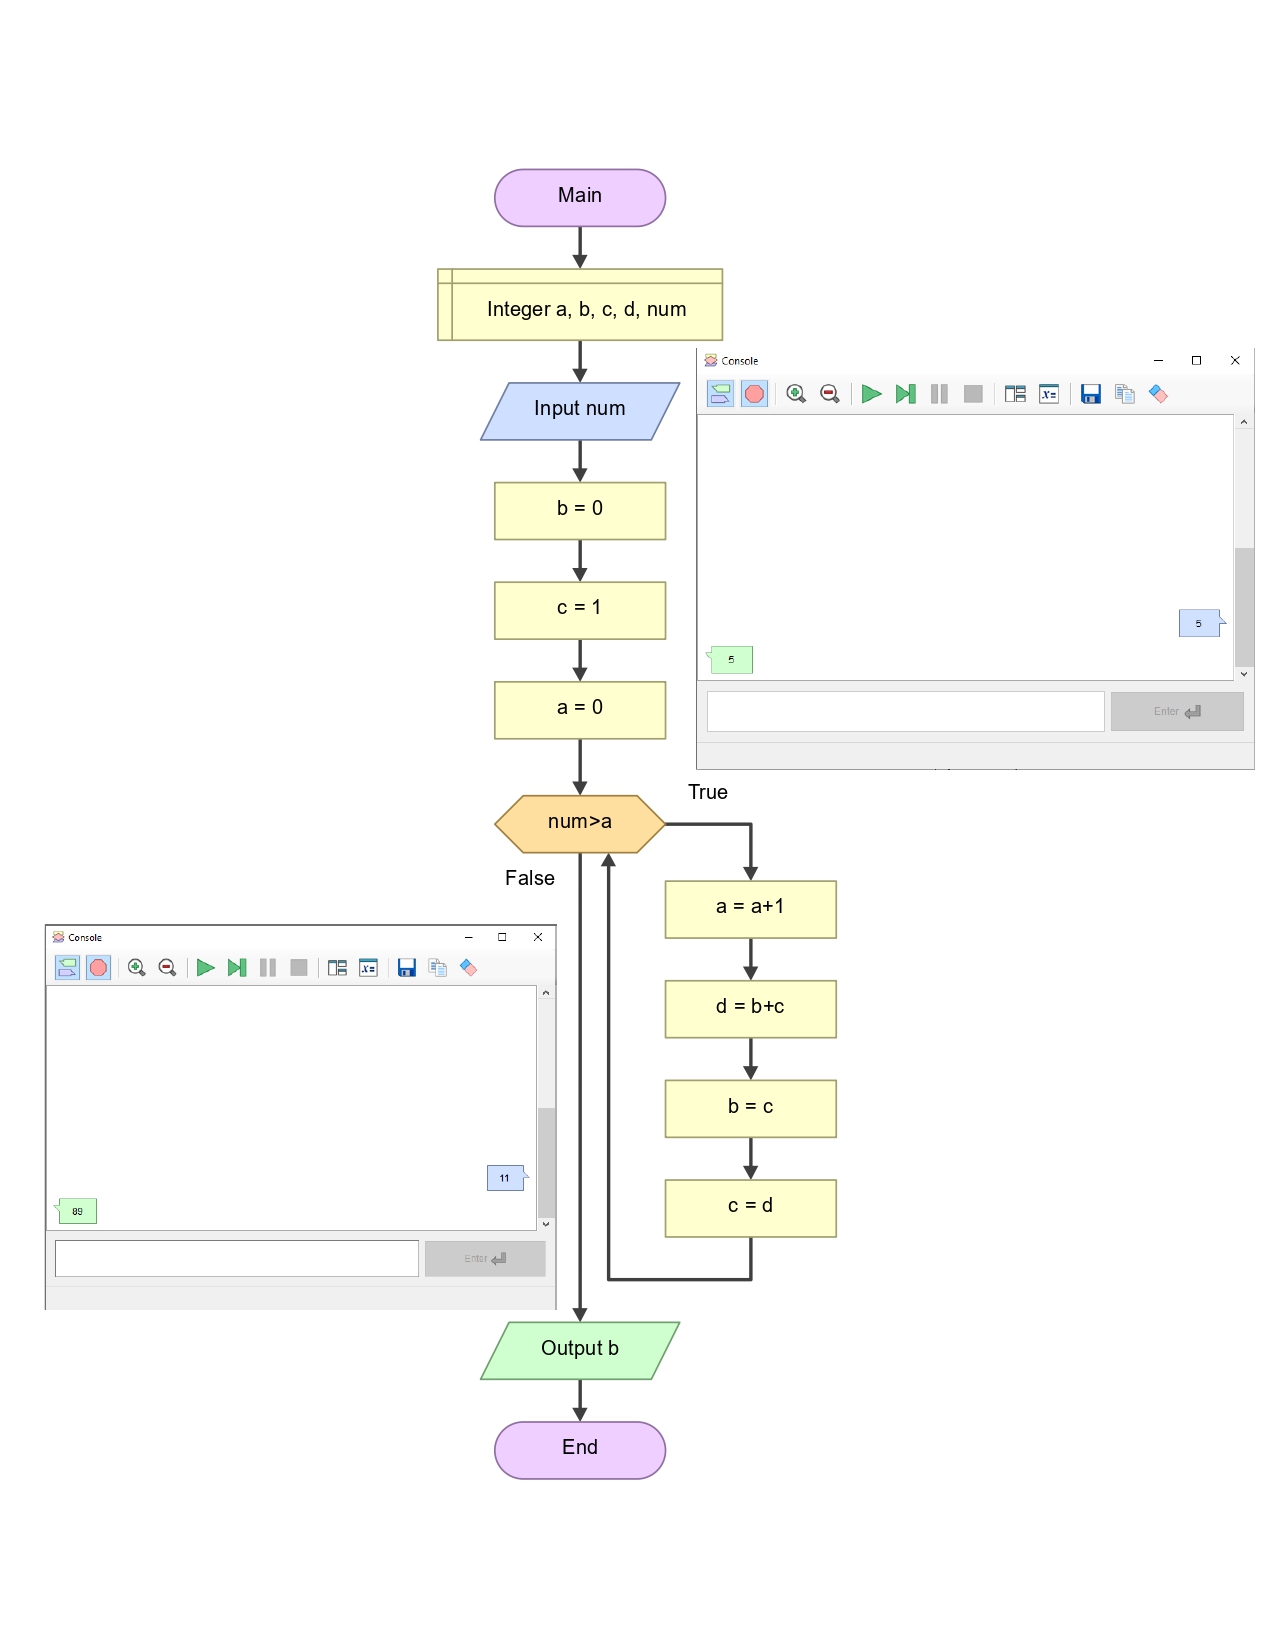 Main
Integer a, b, c, d, num
Input num
b = 0
c = 1
a = 0
Console
x=
5
5
Enter
num>a
True
False
a = a+1
d = b+c
b = c
c = d
Console
x=
11
89
Enter
Output b
End